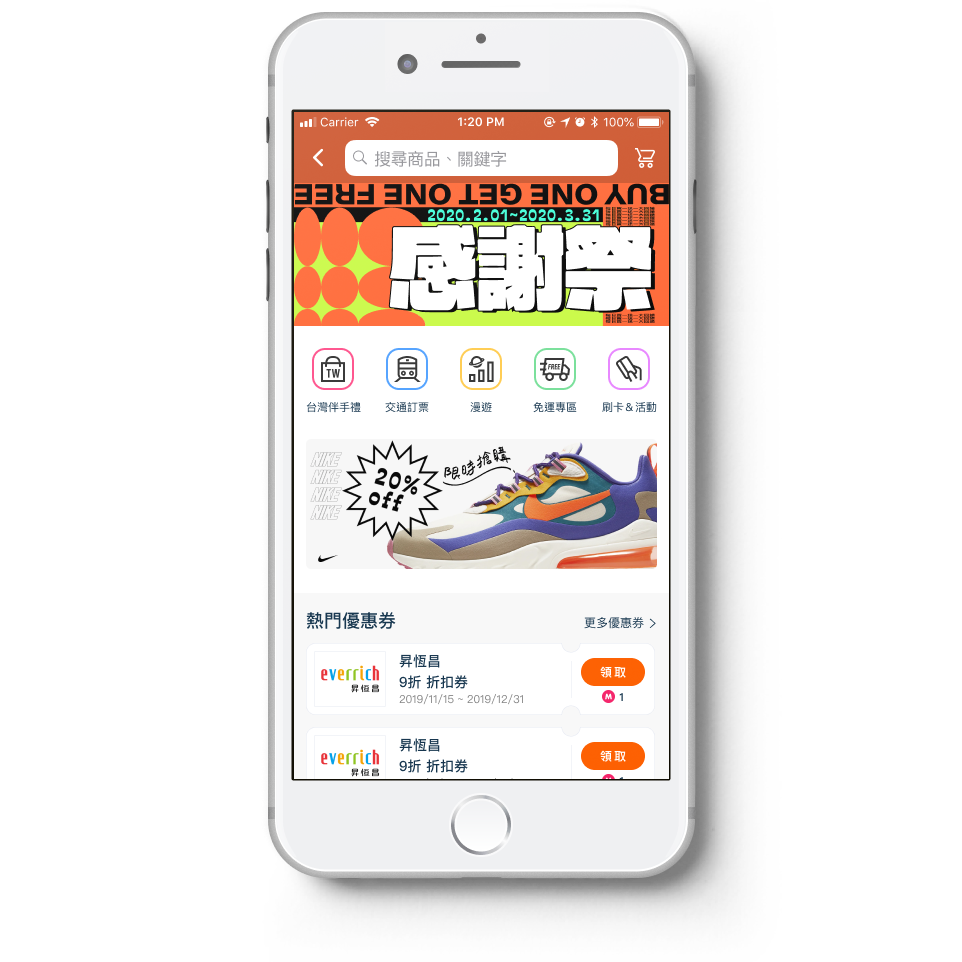 Carrier 1:20 PM 100%
搜尋商品、關鍵字
BUY ONE GET ONE FREE
2020.2.01~2020.3.31
感謝祭
TW
FREE
台灣伴手禮 交通訂票 漫遊 免運專區 刷卡&活動
NIKE
NIKE
NIKE
NIKE
20%
off
限時搶購
熱門優惠券 更多優惠券
everrich
昇恆昌
昇恆昌
9折 折扣券
2019/11/15 ~ 2019/12/31
領取
M 1
everrich
昇恆昌
昇恆昌
9折 折扣券
領取